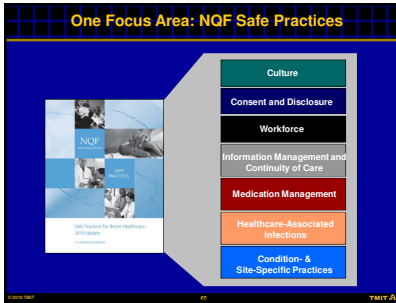 One Focus Area: NQF Safe Practices
NQF
SAFE
PRACTICES
Safe Practices for Better Healthcare–
2010 Update
A CONSENSUS REPORT
Culture
Consent and Disclosure
Workforce
Information Management and
Continuity of Care
Medication Management
Healthcare-Associated
Infections
Condition- &
Site-Specific Practices
© 2010 TMIT
65
TMIT